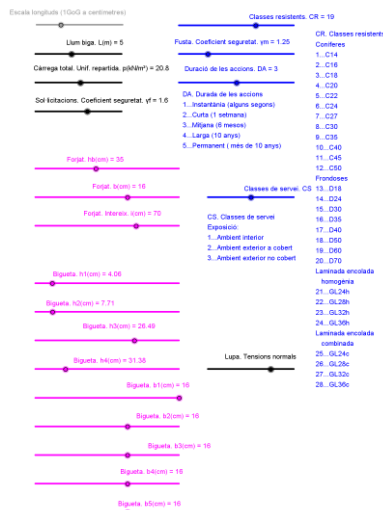 Escala longituds (1GoG a centimetres)
Llum biga. L(m) = 5
Càrrega total. Unif. repartida. p(kN/m²) = 20.8
Sol·licitacions. Coeficient seguretat. γf = 1.6
Forjat. hb(cm) = 35
Forjat. b(cm) = 16
Forjat. Intereix. i(cm) = 70
Bigueta. h1(cm) = 4.06
Bigueta. h2(cm) = 7.71
Bigueta. h3(cm) = 26.49
Bigueta. h4(cm) = 31.38
Bigueta. b1(cm) = 16
Bigueta. b2(cm) = 16
Bigueta. b3(cm) = 16
Bigueta. b4(cm) = 16
Bigueta. b5(cm) = 16
Classes resistents. CR = 19
Fusta. Coeficient seguretat. γm = 1.25
Duració de les accions. DA = 3
DA. Durada de les accions
1...Instantània (alguns segons)
2...Curta (1 setmana)
3...Mitjana (6 mesos)
4...Larga (10 anys)
5...Permanent ( més de 10 anys)
Classes de servei. CS
CS. Classes de servei
Exposició:
1...Ambient interior
2...Ambient exterior a cobert
3...Ambient exterior no cobert
Lupa. Tensions normals
CR. Classes resistents
Coníferes
1...C14
2...C16
3...C18
4...C20
5...C22
6...C24
7...C27
8...C30
9...C35
10...C40
11...C45
12...C50
Frondoses
13...D18
14...D24
15...D30
16...D35
17...D40
18...D50
19...D60
20...D70
Laminada encolada
homogènia
21...GL24h
22...GL28h
23...GL32h
24...GL36h
Laminada encolada
combinada
25...GL24c
26...GL28c
27...GL32c
28...GL36c